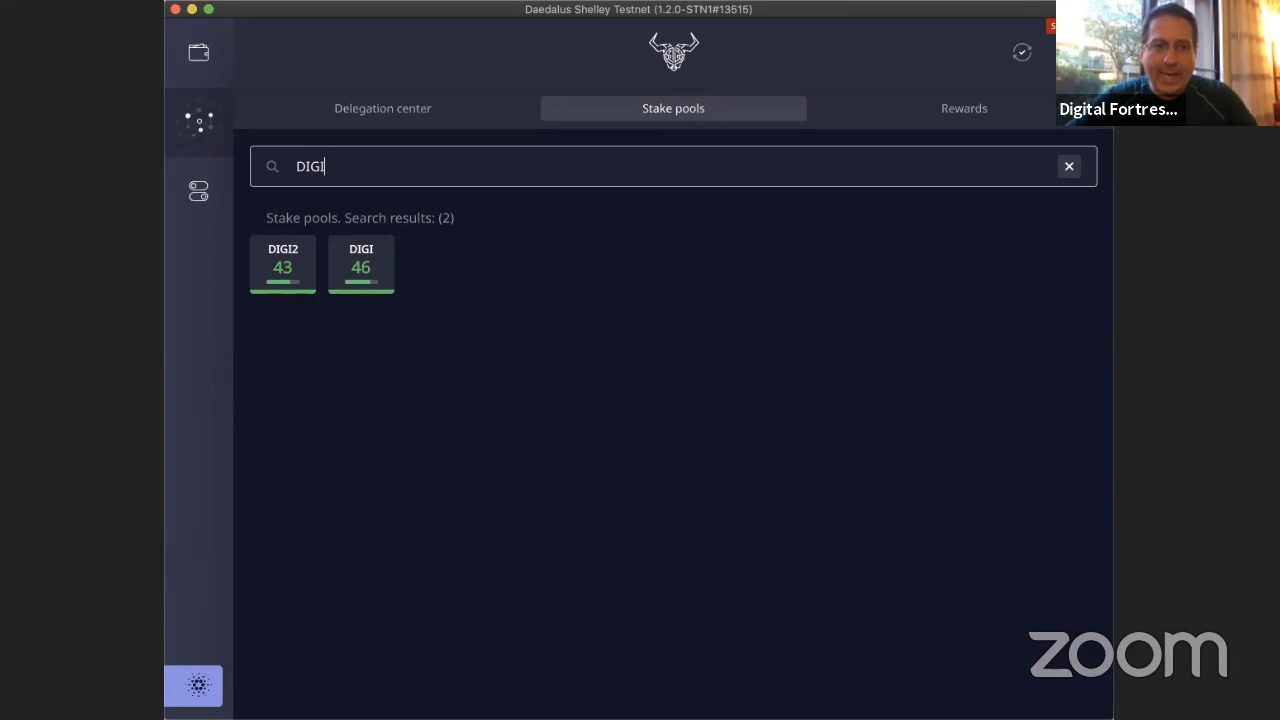 Daedalus Shelley Testnet (1.2.0-STN1#13515)
Delegation center
Stake pools
Rewards
Digital Fortres...
DIGI
Stake pools. Search results: (2)
DIGI2
DIGI
43
46
zoom